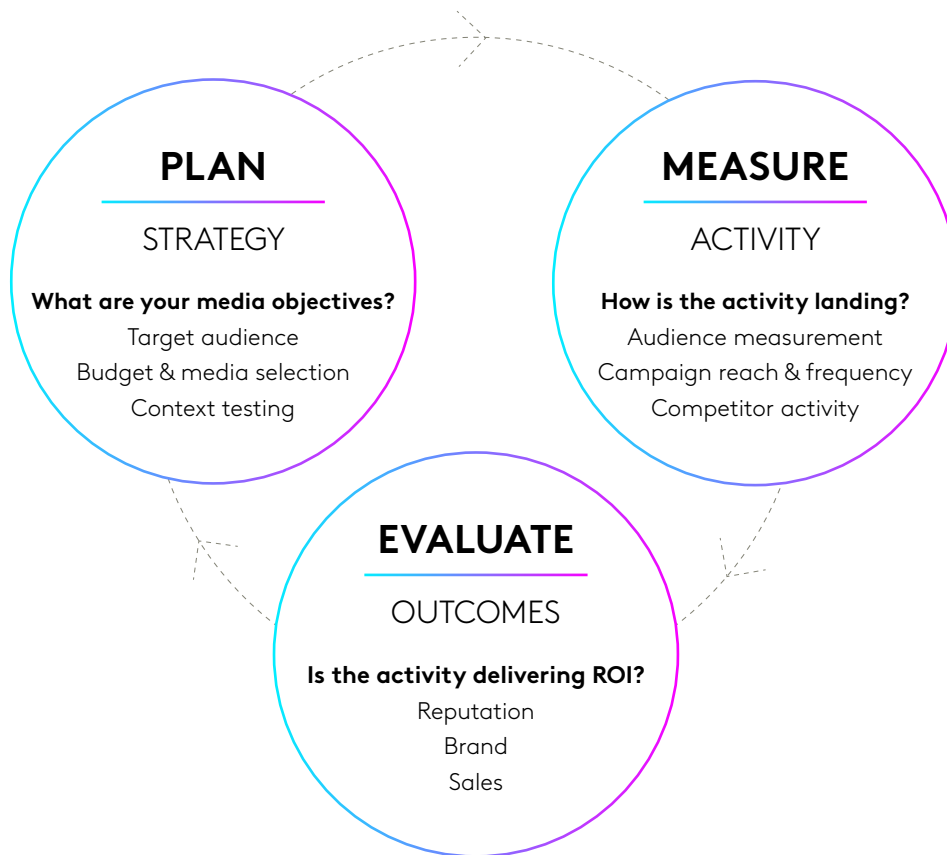 PLAN
STRATEGY
What are your media objectives?
Target audience
Budget & media selection
Context testing
MEASURE
ACTIVITY
How is the activity landing?
Audience measurement
Campaign reach & frequency
Competitor activity
EVALUATE
OUTCOMES
Is the activity delivering ROI?
Reputation
Brand
Sales